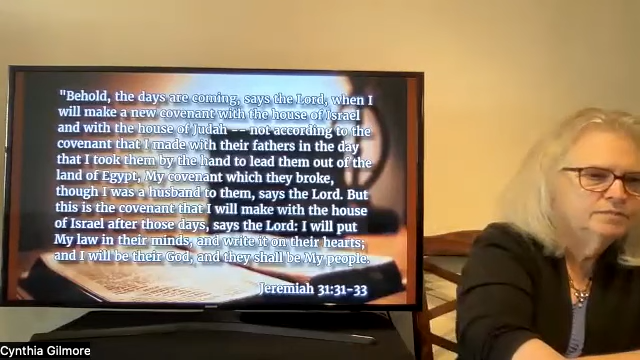 "Behold, the days are coming, says the Lord, when I
will make a new covenant with the house of Israel
and with the house of Judah -- not according to the
covenant that I made with their fathers in the day
that I took them by the hand to lead them out of the
land of Egypt, My covenant which they broke,
though I was a husband to them, says the Lord. But
this is the covenant that I will make with the house
of Israel after those days, says the Lord: I will put
My law in their minds, and write it on their hearts;
and I will be their God, and they shall be My people.
Jeremiah 31:31-33
Cynthia Gilmore